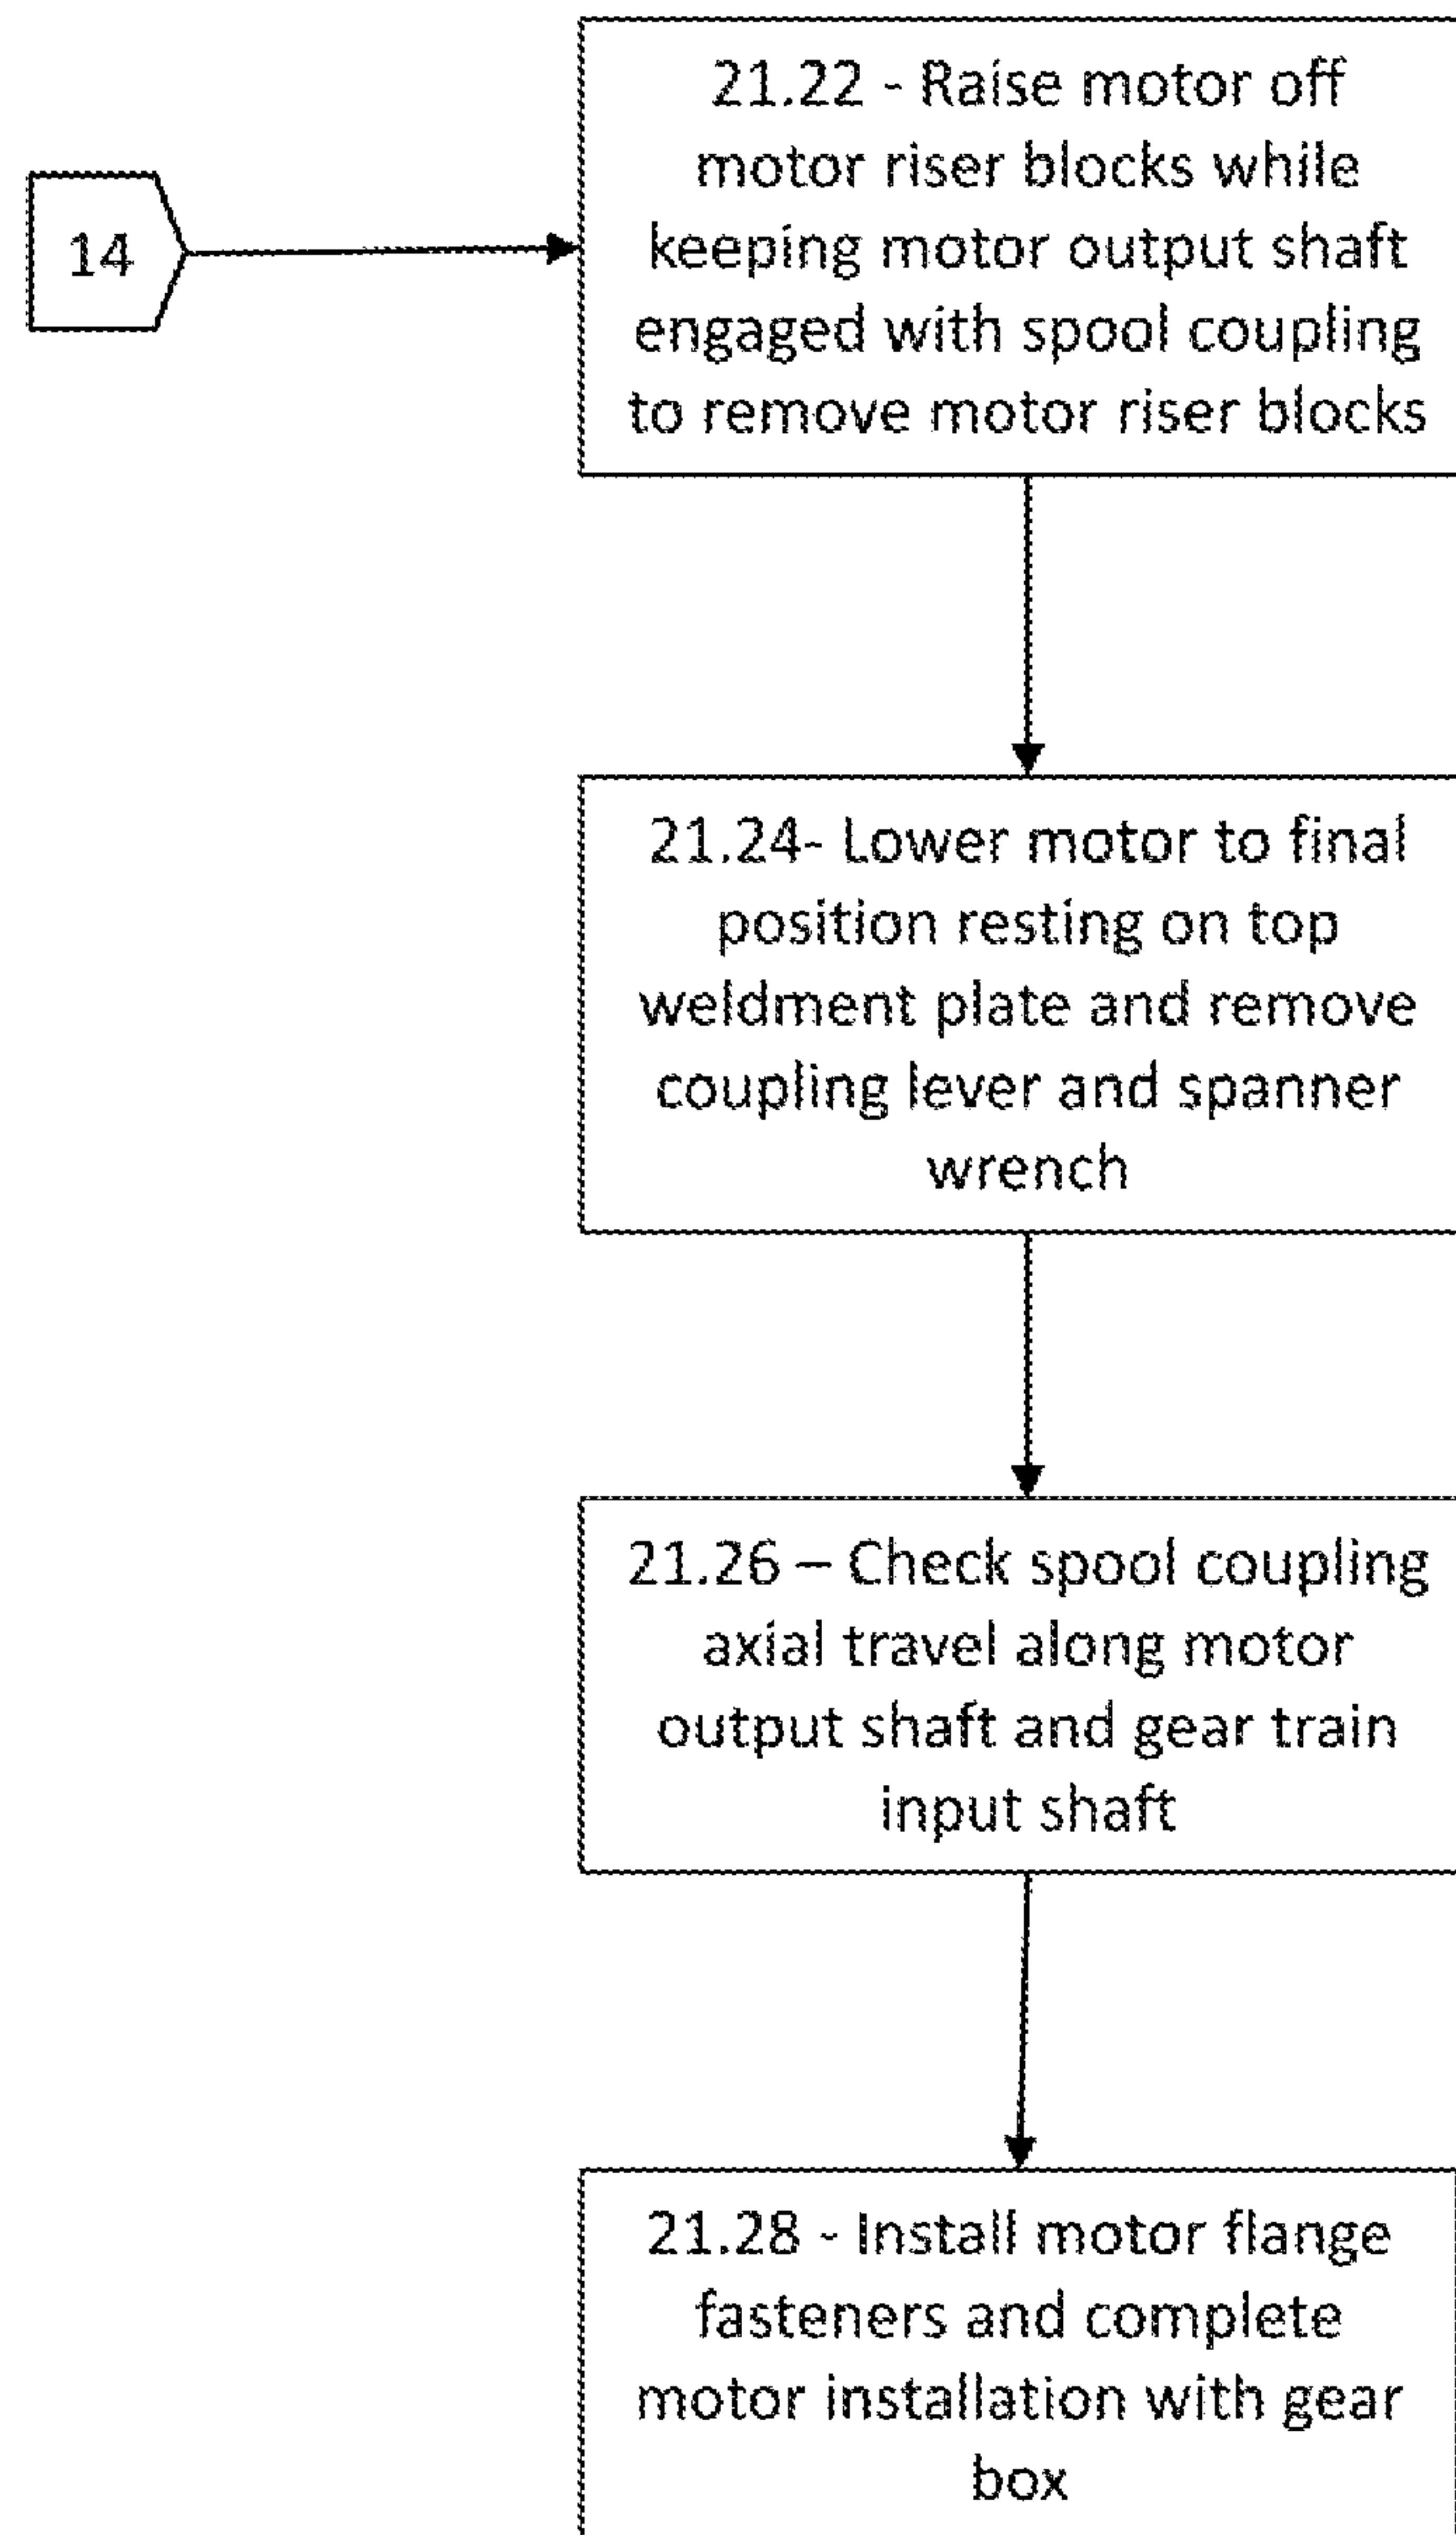 21.22 - Raise motor off
motor riser blocks while
keeping motor output shaft
engaged with spool coupling
to remove motor riser blocks
14
21.24- Lower motor to final
position resting on top
weldment plate and remove
coupling lever and spanner
wrench
21.26 – Check spool coupling
axial travel along motor
output shaft and gear train
input shaft
21.28 - Install motor flange
fasteners and complete
motor installation with gear
box